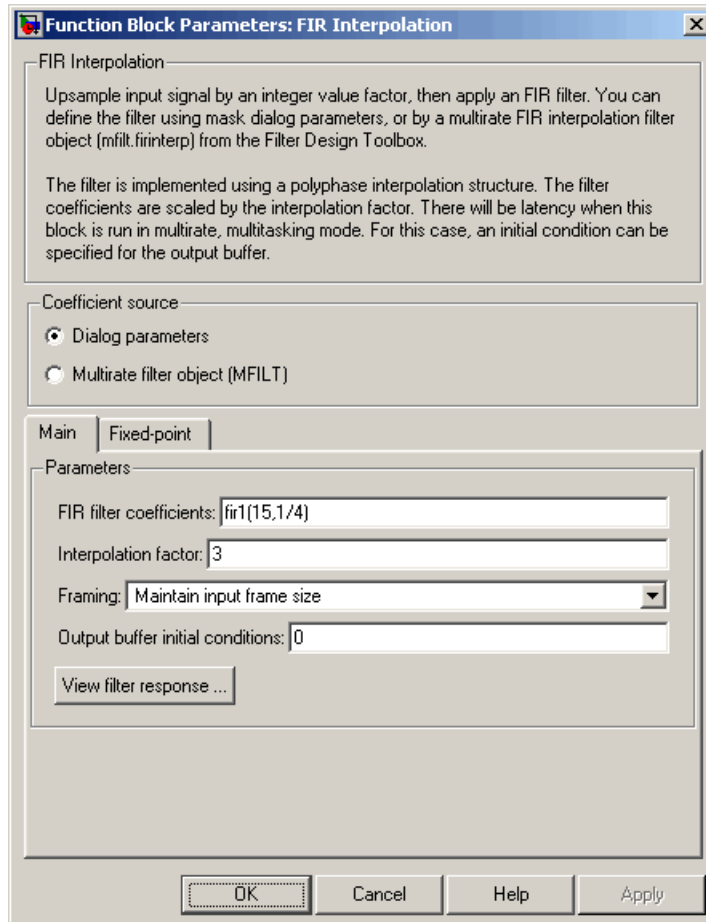 Function Block Parameters: FIR Interpolation
FIR Interpolation
Upsample input signal by an integer value factor, then apply an FIR filter. You can
define the filter using mask dialog parameters, or by a multirate FIR interpolation filter
object (mfilt.firinterp) from the Filter Design Toolbox.
The filter is implemented using a polyphase interpolation structure. The filter
coefficients are scaled by the interpolation factor. There will be latency when this
block is run in multirate, multitasking mode. For this case, an initial condition can be
specified for the output buffer.
Coefficient source
Dialog parameters
Multirate filter object (MFILT)
Main Fixed-point
Parameters
FIR filter coefficients: fir1(15,1/4)
Interpolation factor: 3
Framing: Maintain input frame size
Output buffer initial conditions: 0
View filter response ...
OK Cancel Help Apply